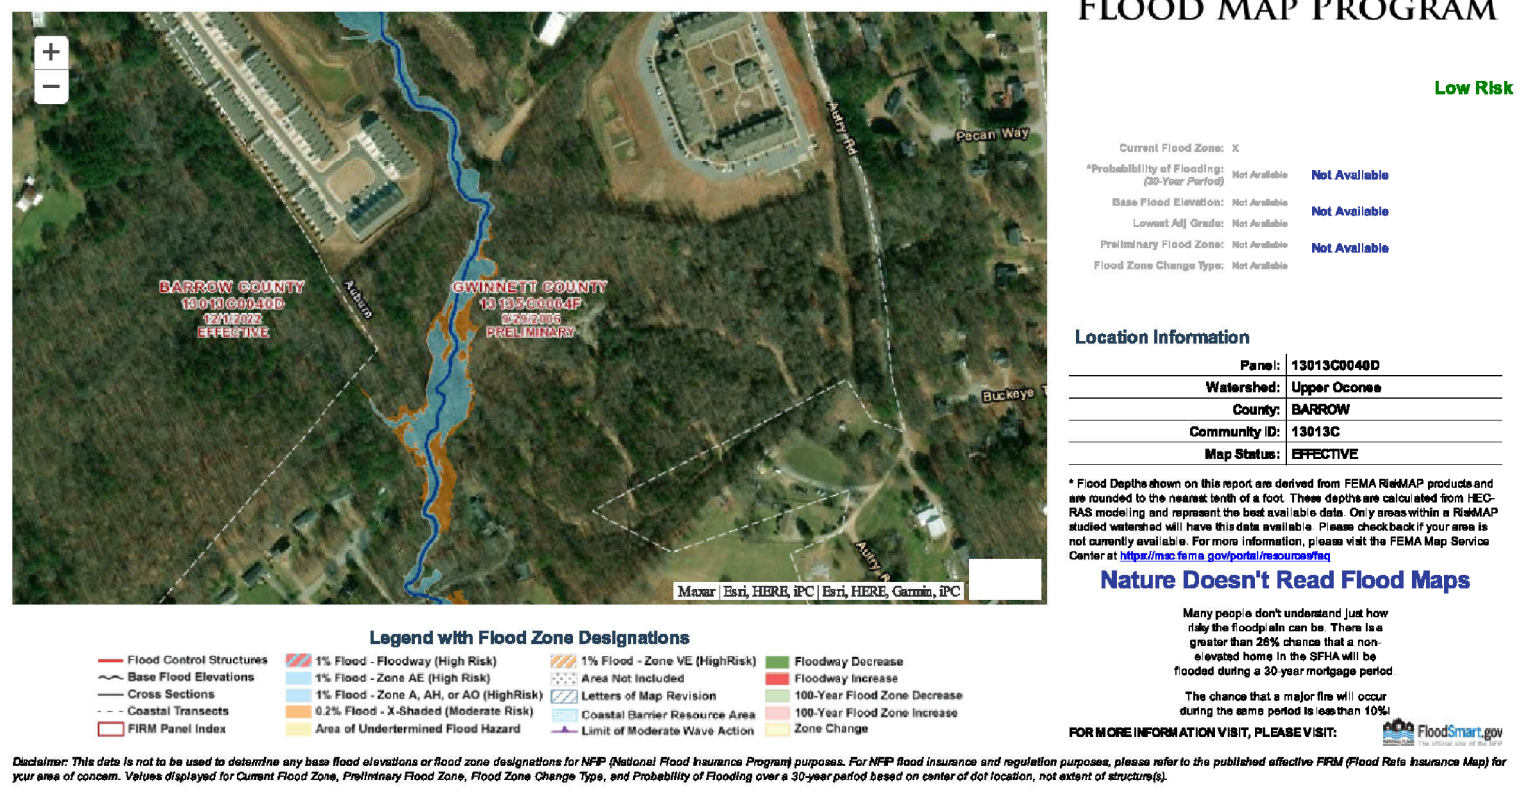 FLOOD MAP PROGRAM
Low Risk
Current Flood Zone: X
*Probabibility of Flooding: Not Available Not Available
(30-Year Period)
Base Flood Elevation: Not Available Not Available
Lowest Adj Grade: Not Available
Preliminary Flood Zone: Not Available Not Available
Flood Zone Change Type: Not Available
+
−
Autry Rd
Pecan Way
BARROW COUNTY
13013C0040D
12/1/2022
EFFECTIVE
Auburn
GWINNETT COUNTY
13135C0064F
9/29/2006
PRELIMINARY
Buckeye T
Autry R
Maxar | Esri, HERE, iPC | Esri, HERE, Garmin, iPC
Location Information
Panel: 13013C0040D
Watershed: Upper Oconee
County: BARROW
Community ID: 13013C
Map Status: EFFECTIVE
* Flood Depths shown on this report are derived from FEMA RiskMAP products and
are rounded to the nearest tenth of a foot. These depths are calculated from HEC-
RAS modeling and represent the best available data. Only areas within a RiskMAP
studied watershed will have this data available. Please check back if your area is
not currently available. For more information, please visit the FEMA Map Service
Center at https://msc.fema.gov/portal/resources/faq
Nature Doesn't Read Flood Maps
Many people don't understand just how
risky the floodplain can be. There is a
greater than 26% chance that a non-
elevated home in the SFHA will be
flooded during a 30-year mortgage period.
The chance that a major fire will occur
during the same period is less than 10%!
FOR MORE INFORMATION VISIT, PLEASE VISIT:
FloodSmart.gov
The official site of the NFIP
Legend with Flood Zone Designations
Flood Control Structures
Base Flood Elevations
Cross Sections
Coastal Transects
FIRM Panel Index
1% Flood - Floodway (High Risk)
1% Flood - Zone AE (High Risk)
1% Flood - Zone A, AH, or AO (HighRisk)
0.2% Flood - X-Shaded (Moderate Risk)
Area of Undertermined Flood Hazard
1% Flood - Zone VE (HighRisk)
Area Not Included
Letters of Map Revision
Coastal Barrier Resource Area
Limit of Moderate Wave Action
Floodway Decrease
Floodway Increase
100-Year Flood Zone Decrease
100-Year Flood Zone Increase
Zone Change
Disclaimer: This data is not to be used to determine any base flood elevations or flood zone designations for NFIP (National Flood Insurance Program) purposes. For NFIP flood insurance and regulation purposes, please refer to the published effective FIRM (Flood Rate Insurance Map) for
your area of concern. Values displayed for Current Flood Zone, Preliminary Flood Zone, Flood Zone Change Type, and Probability of Flooding over a 30-year period based on center of dot location, not extent of structure(s).